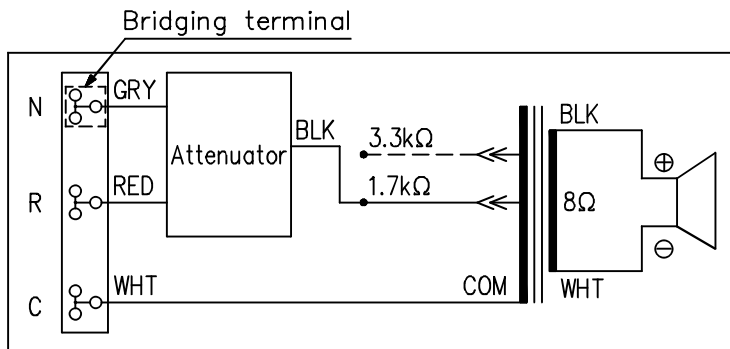 Bridging terminal
N
GRY
BLK
Attenuator
3.3kΩ
BLK
⊕
R
RED
1.7kΩ
8Ω
⊖
C
WHT
COM
WHT